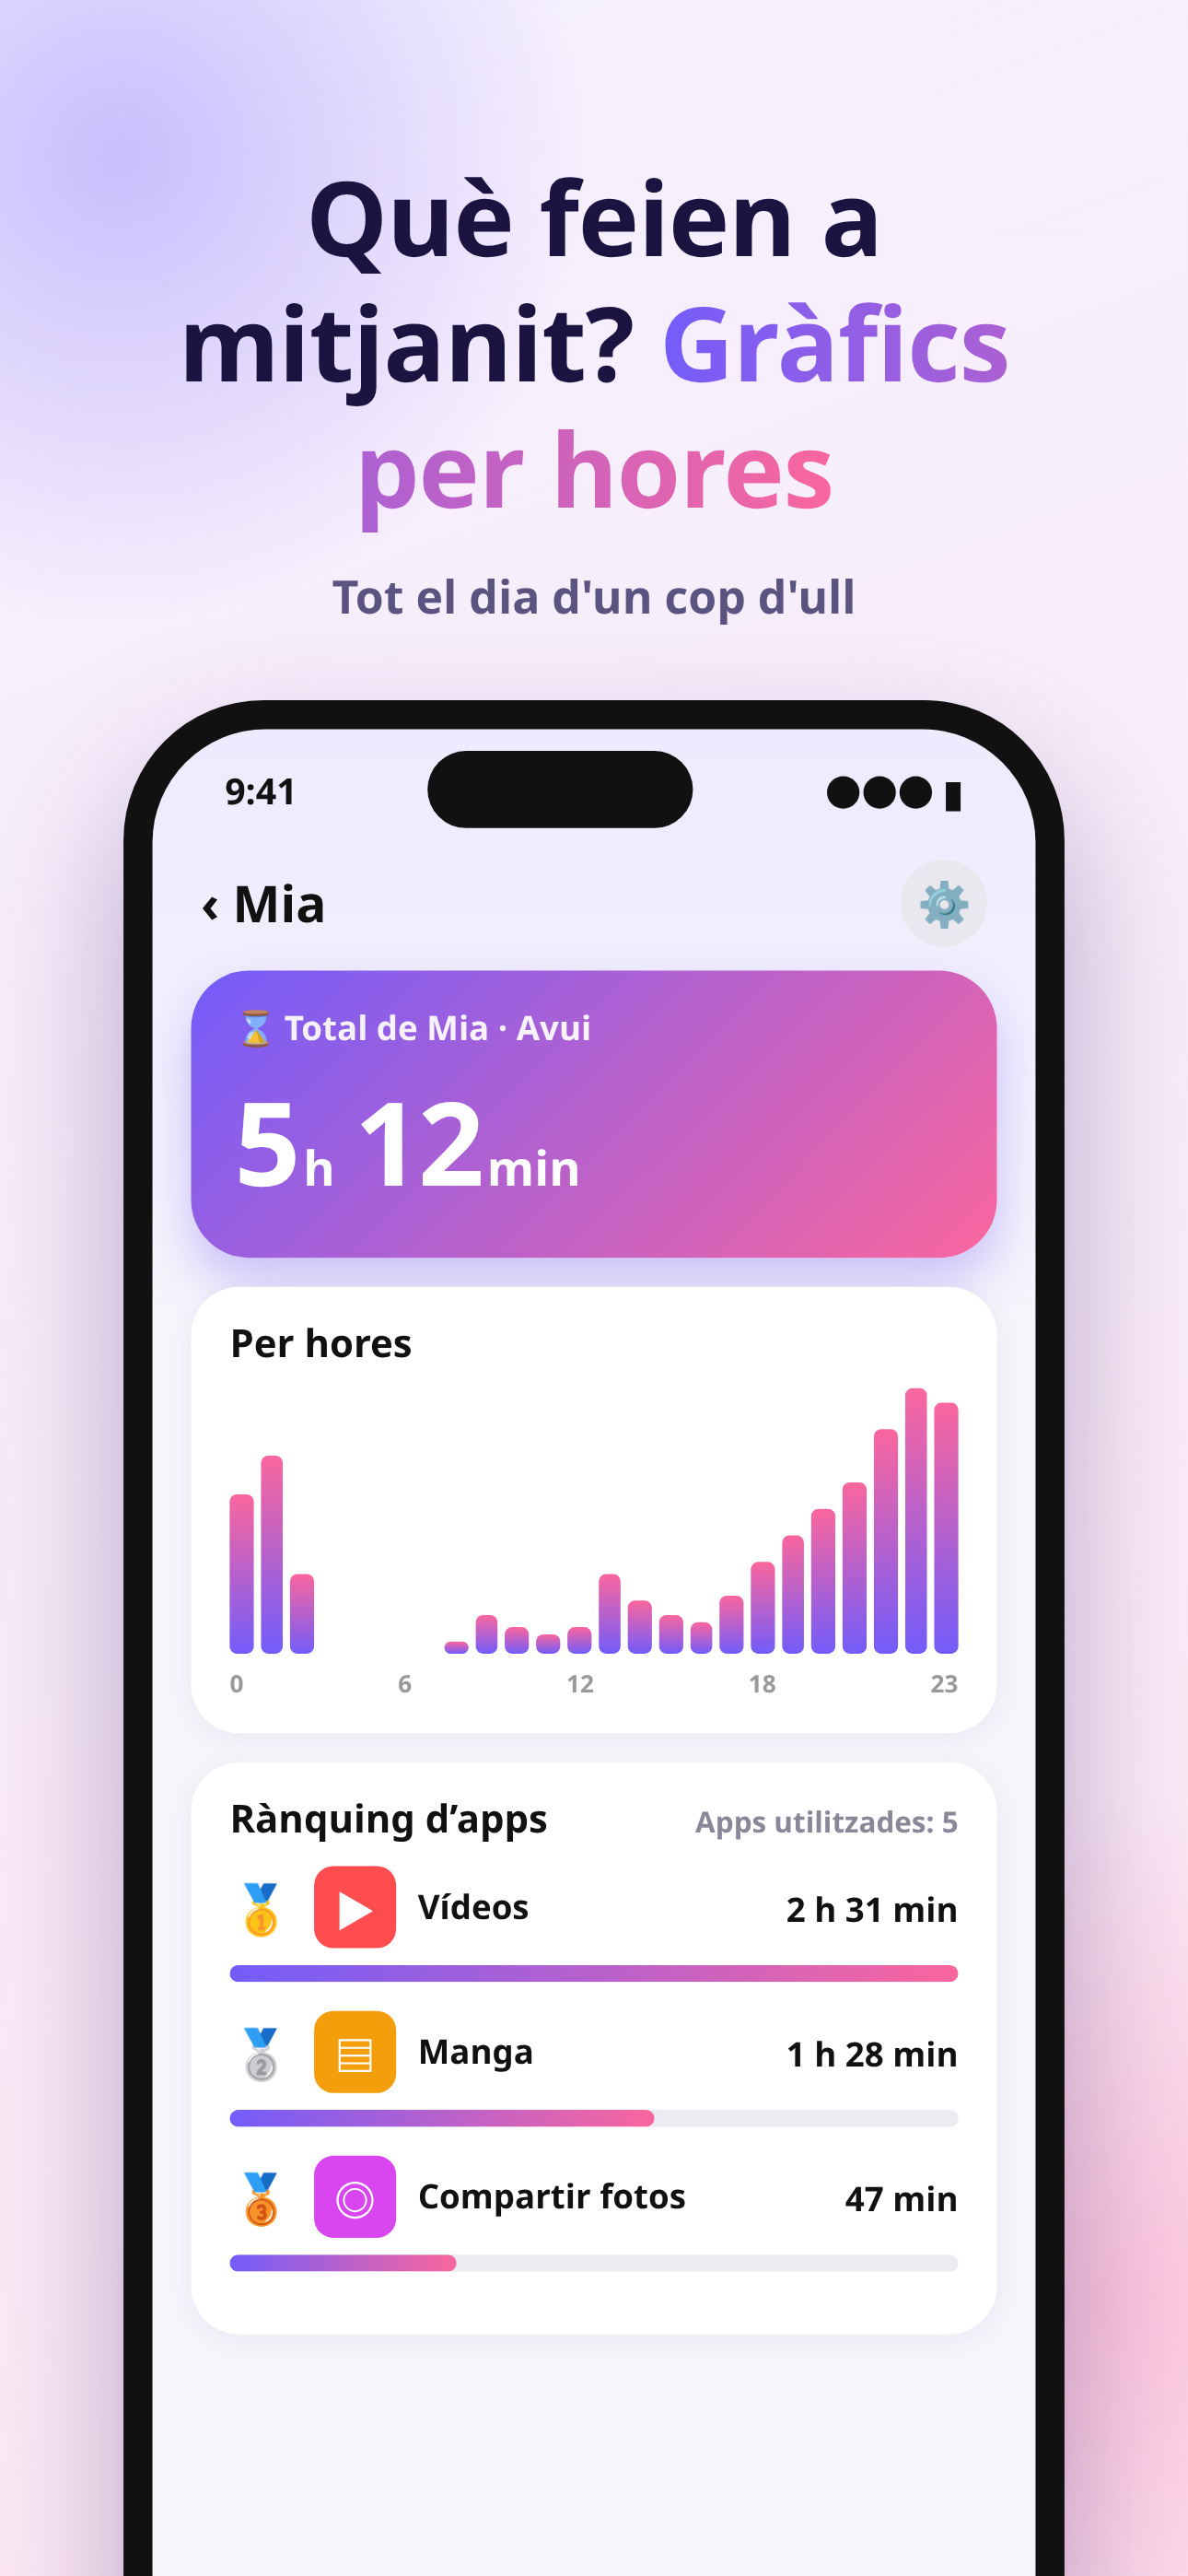 Què feien a
mitjanit? Gràfics
per hores
Tot el dia d'un cop d'ull
9:41
‹ Mia
⌛ Total de Mia · Avui
5h 12min
Per hores
0 6 12 18 23
Rànquing d’apps Apps utilitzades: 5
🥇 Vídeos 2 h 31 min
🥈 Manga 1 h 28 min
🥉 Compartir fotos 47 min